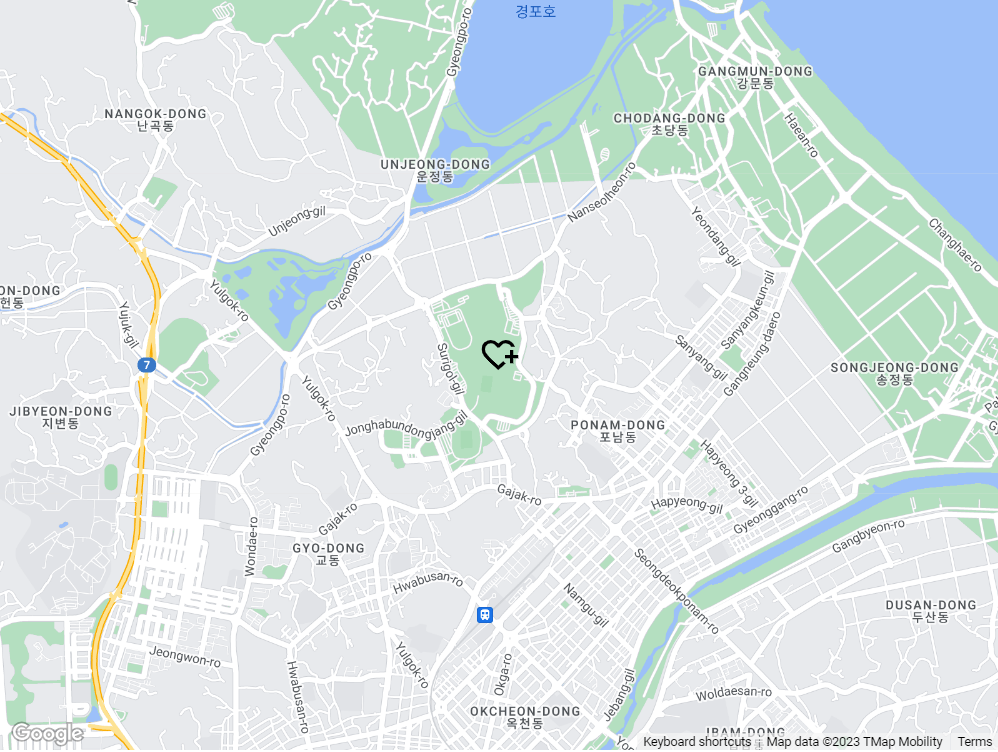 경포호
Gyeongpo-ro
GANGMUN-DONG
강문동
NANGOK-DONG
난곡동
CHODANG-DONG
초당동
Haean-ro
UNJEONG-DONG
운정동
Nanseolheon-ro
Unjeong-gil
Yeondang-gil
Changhae-ro
Gyeongpo-ro
ON-DONG
헌동
Yulgok-ro
Yujuk-gil
Sanyangkeun-gil
Gangneung-daero
Sanyang-gil
7
Surigol-gil
SONGJEONG-DONG
송정동
Yulgok-ro
JIBYEON-DONG
지변동
Gyeongpo-ro
Jonghabundongjang-gil
PONAM-DONG
포남동
Hapyeong 3-gil
Gajak-ro
Hapyeong-gil
Gyeonggang-ro
Gajak-ro
Wondae-ro
Gangbyeon-ro
GYO-DONG
교동
Hwabusan-ro
Seongdeokponam-ro
Namgu-gil
DUSAN-DONG
두산동
Jeongwon-ro
Hwabusan-ro
Yulgok-ro
Okga-ro
Jebang-gil
Woldaesan-ro
OKCHEON-DONG
옥천동
IBAM-DONG
Google
Keyboard shortcuts
Map data ©2023 TMap Mobility
Terms